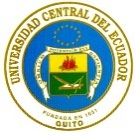 UNIVERSIDAD CENTRAL DEL ECUADOR
FUNDADA EN 1651
QUITO